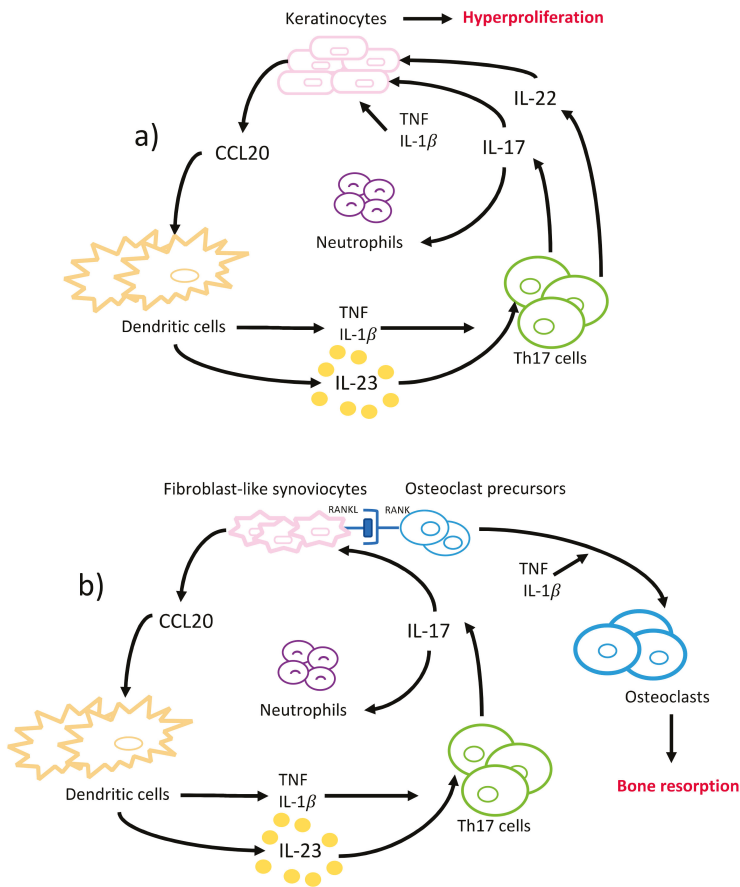 Keratinocytes
Hyperproliferation
IL-22
TNF
IL-1β
a)
CCL20
IL-17
Neutrophils
TNF
IL-1β
Dendritic cells
Th17 cells
IL-23
Fibroblast-like synoviocytes
Osteoclast precursors
RANKL
RANK
TNF
IL-1β
b)
CCL20
IL-17
Osteoclasts
Neutrophils
TNF
IL-1β
Bone resorption
Dendritic cells
Th17 cells
IL-23